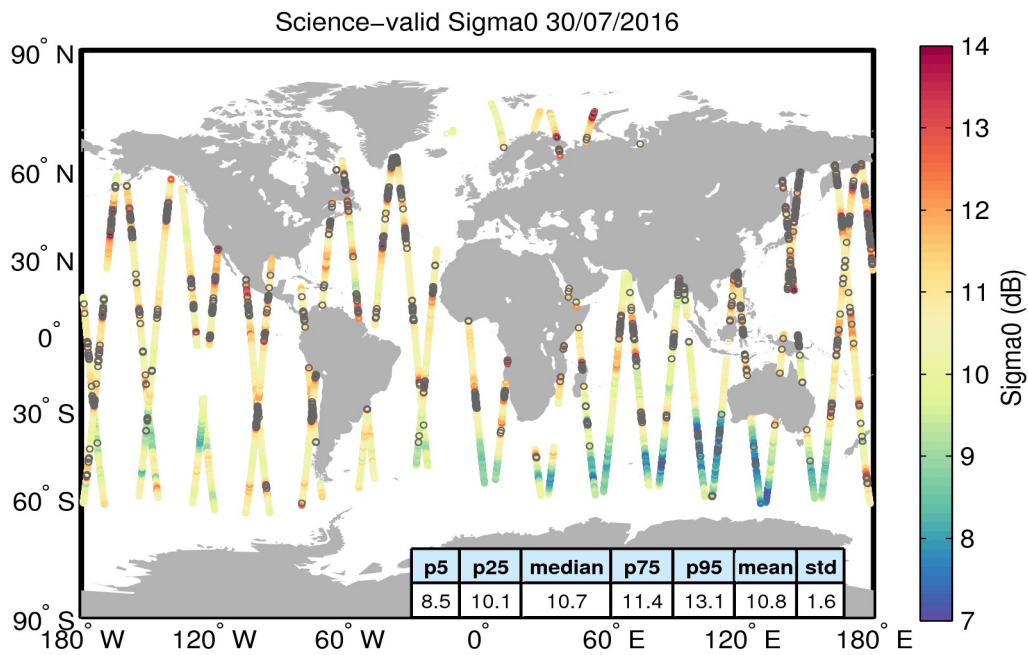 Science−valid Sigma0 30/07/2016
90° N
60° N
30° N
0°
30° S
60° S
90° S
180° W
120° W
60° W
0°
60° E
120° E
180° E
14
13
12
11
10
9
8
7
Sigma0 (dB)
p5 p25 median p75 p95 mean std
8.5 10.1 10.7 11.4 13.1 10.8 1.6